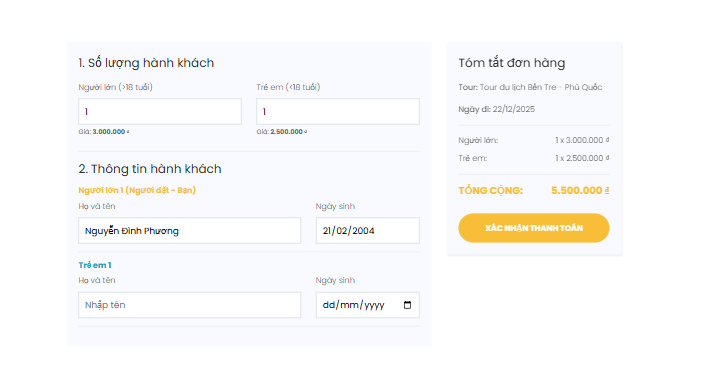 1. Số lượng hành khách
Người lớn (>18 tuổi)
Trẻ em (<18 tuổi)
1
1
Giá: 3.000.000 ₫
Giá: 2.500.000 ₫
2. Thông tin hành khách
Người lớn 1 (Người đặt - Bạn)
Họ và tên
Ngày sinh
Nguyễn Đình Phương
21/02/2004
Trẻ em 1
Họ và tên
Ngày sinh
Nhập tên
dd/mm/yyyy
Tóm tắt đơn hàng
Tour: Tour du lịch Bến Tre - Phú Quốc
Ngày đi: 22/12/2025
Người lớn: 1 x 3.000.000 ₫
Trẻ em: 1 x 2.500.000 ₫
TỔNG CỘNG: 5.500.000 ₫
XÁC NHẬN THANH TOÁN